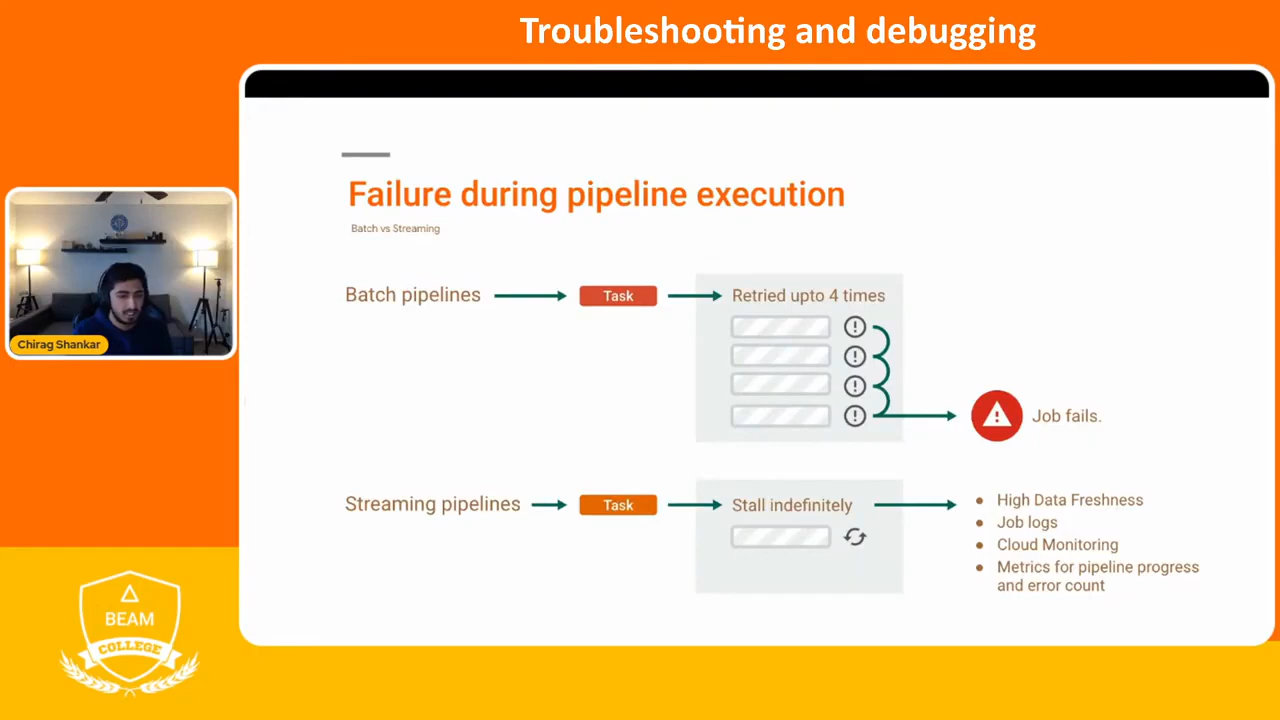 Troubleshooting and debugging
Failure during pipeline execution
Batch vs Streaming
Batch pipelines
Task
Retried upto 4 times
Job fails.
Streaming pipelines
Task
Stall indefinitely
● High Data Freshness
● Job logs
● Cloud Monitoring
● Metrics for pipeline progress
and error count
Chirag Shankar
BEAM
COLLEGE